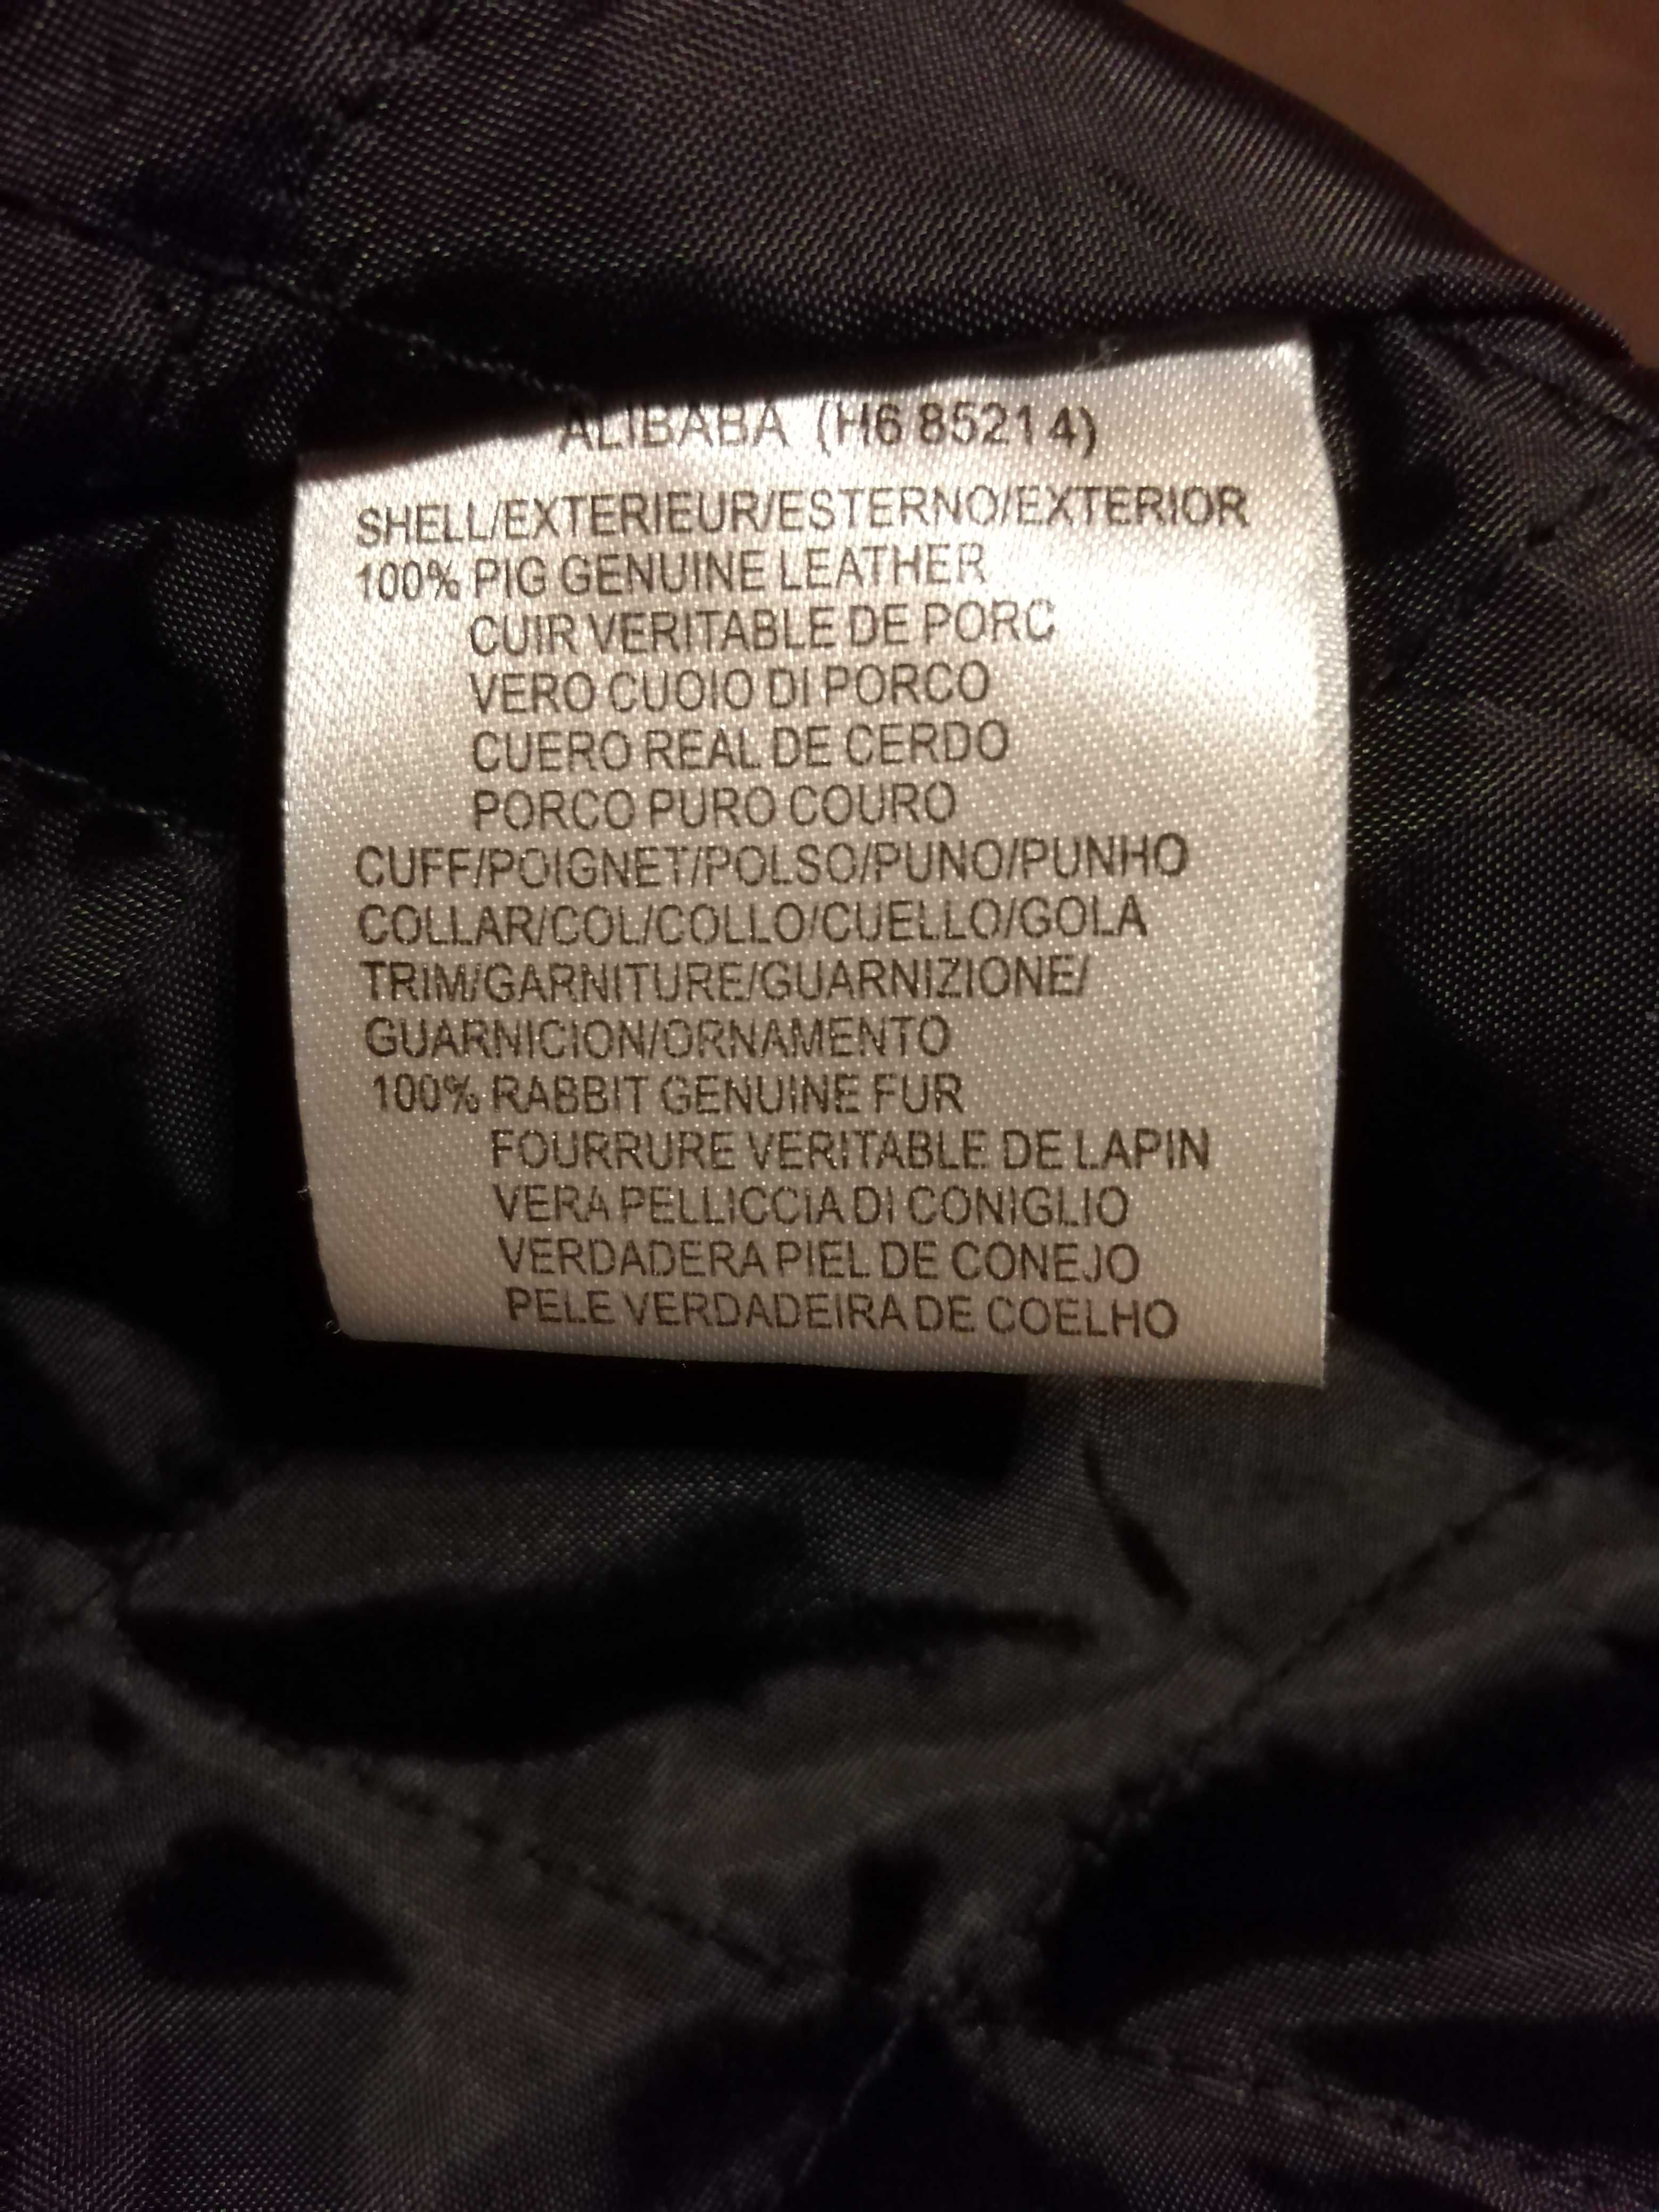 ALIBABA (H6 85214)
SHELL/EXTERIEUR/ESTERNO/EXTERIOR
100% PIG GENUINE LEATHER
CUIR VERITABLE DE PORC
VERO CUOIO DI PORCO
CUERO REAL DE CERDO
PORCO PURO COURO
CUFF/POIGNET/POLSO/PUNO/PUNHO
COLLAR/COL/COLLO/CUELLO/GOLA
TRIM/GARNITURE/GUARNIZIONE/
GUARNICION/ORNAMENTO
100% RABBIT GENUINE FUR
FOURRURE VERITABLE DE LAPIN
VERA PELLICCIA DI CONIGLIO
VERDADERA PIEL DE CONEJO
PELE VERDADEIRA DE COELHO